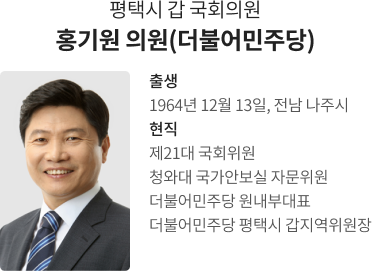 평택시 갑 국회의원
홍기원 의원(더불어민주당)
출생
1964년 12월 13일, 전남 나주시
현직
제21대 국회위원
청와대 국가안보실 자문위원
더불어민주당 원내부대표
더불어민주당 평택시 갑지역위원장